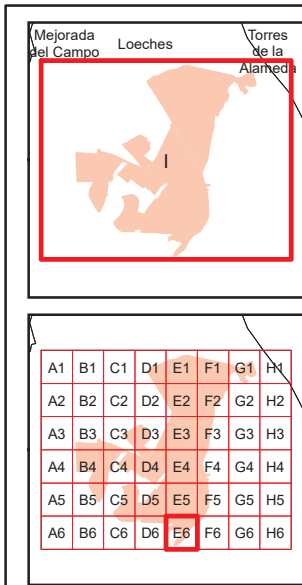 Mejorada del Campo
Loeches
Torres de la Alameda
I
A1 B1 C1 D1 E1 F1 G1 H1
A2 B2 C2 D2 E2 F2 G2 H2
A3 B3 C3 D3 E3 F3 G3 H3
A4 B4 C4 D4 E4 F4 G4 H4
A5 B5 C5 D5 E5 F5 G5 H5
A6 B6 C6 D6 E6 F6 G6 H6